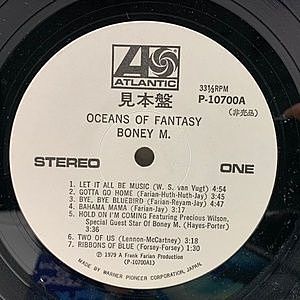 ATLANTIC
33⅓RPM
P-10700A
(非売品)
見本盤
OCEANS OF FANTASY
BONEY M.
STEREO
ONE
1. LET IT ALL BE MUSIC (W. S. van Vugt) 4:54
2. GOTTA GO HOME (Farian-Huth-Huth-Jay) 3:45
3. BYE, BYE BLUEBIRD (Farian-Reyam-Jay)
4. BAHAMA MAMA (Farian-Jay) 3:17
5. HOLD ON I'M COMING Featuring Precious Wilson,
Special Guest Star Of Boney M. (Hayes-Porter)
3:36
6. TWO OF US (Lennon-McCartney) 3:13
7. RIBBONS OF BLUE (Forsey-Forsey) 1:30
℗ 1979 A Frank Farian Production
(P-10700A1)
MADE BY WARNER-PIONEER CORPORATION, JAPAN